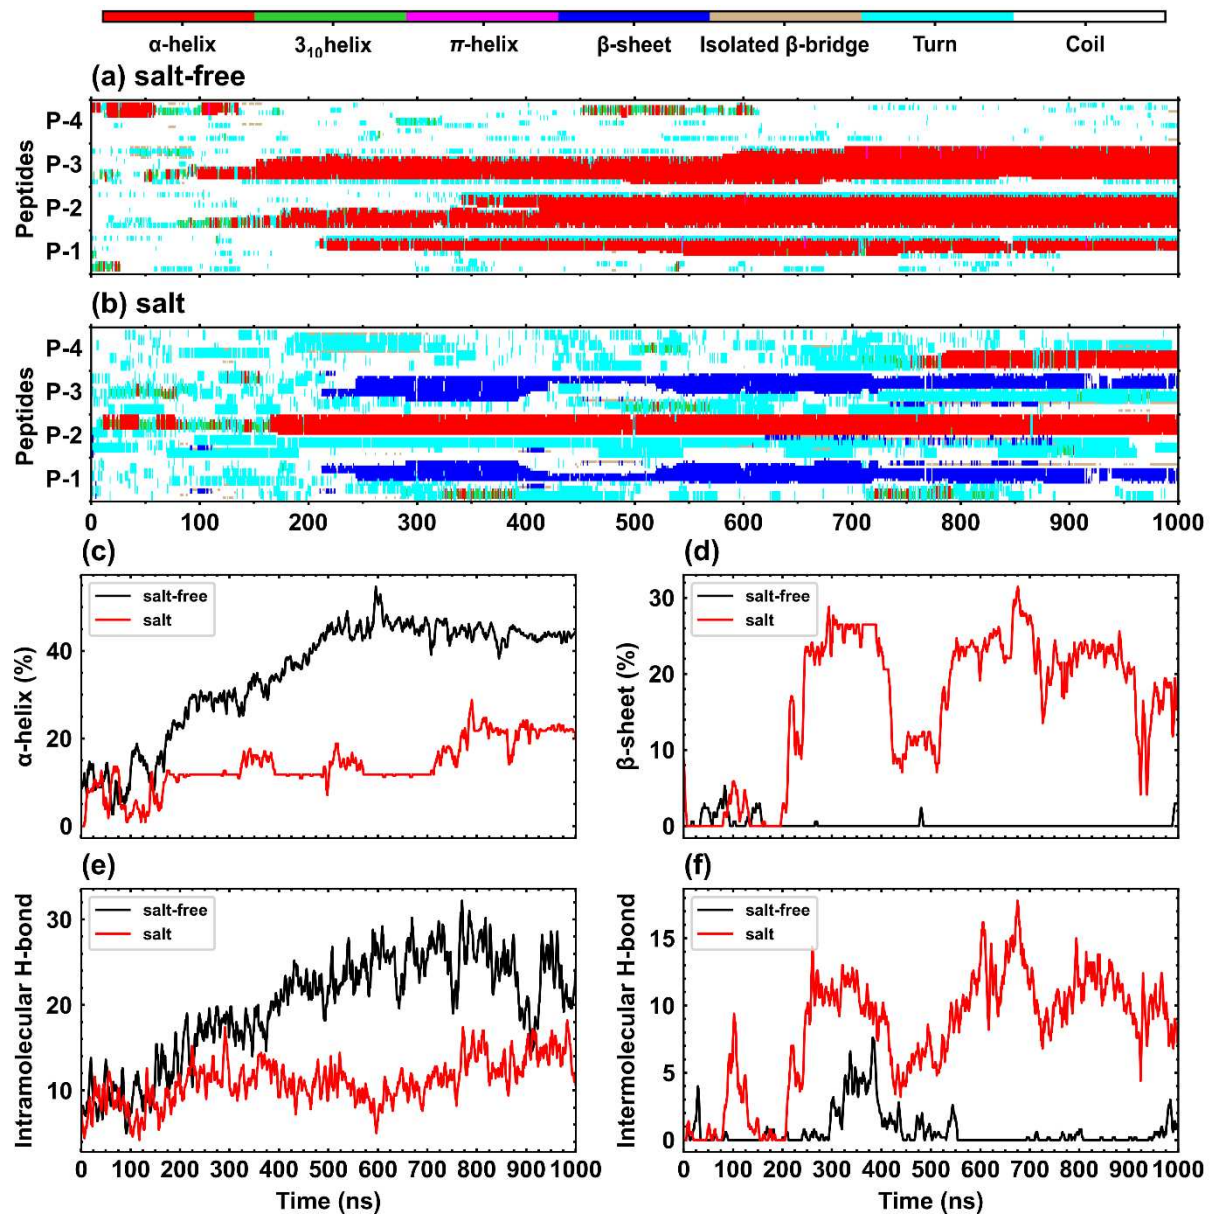 α-helix 3₁₀helix π-helix β-sheet Isolated β-bridge Turn Coil
(a) salt-free
Peptides
P-4
P-3
P-2
P-1
(b) salt
Peptides
P-4
P-3
P-2
P-1
0 100 200 300 400 500 600 700 800 900 1000
(c)
α-helix (%)
salt-free
salt
40
20
0
(d)
β-sheet (%)
salt-free
salt
30
20
10
0
(e)
Intramolecular H-bond
salt-free
salt
30
20
10
0 100 200 300 400 500 600 700 800 900 1000
Time (ns)
(f)
Intermolecular H-bond
salt-free
salt
15
10
5
0
0 100 200 300 400 500 600 700 800 900 1000
Time (ns)